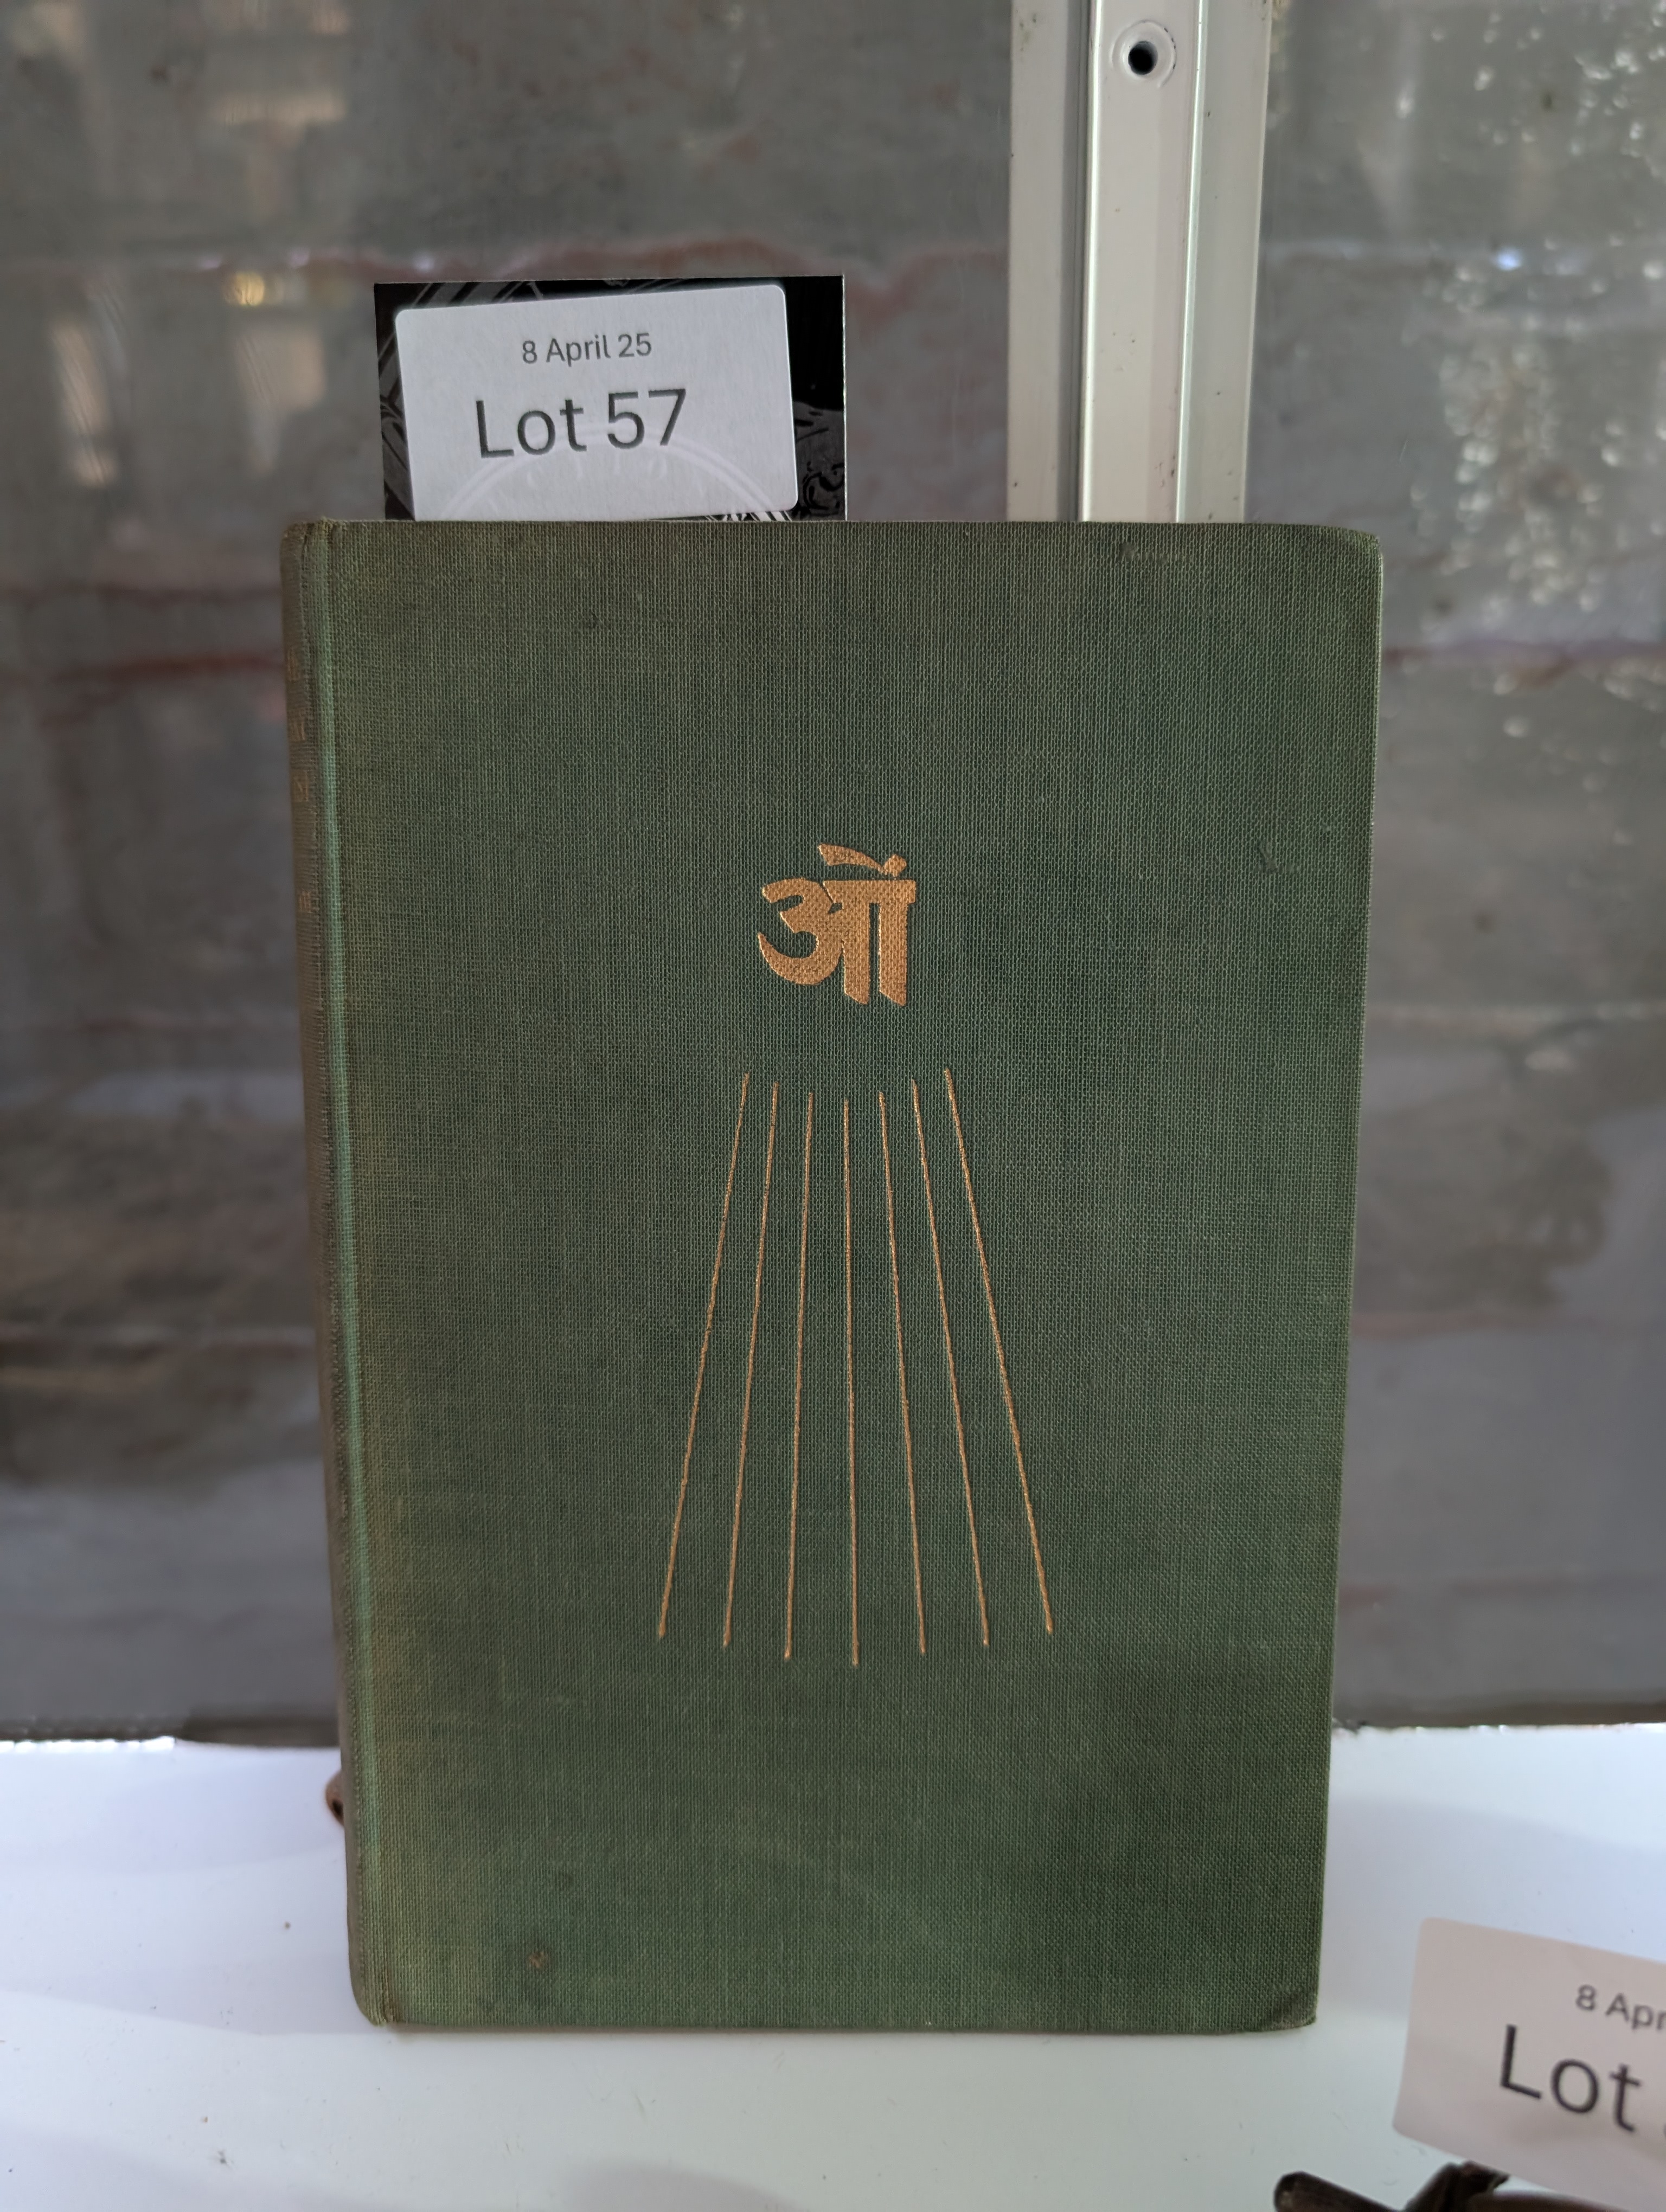 8 April 25
Lot 57
ओं
8 Apr
Lot